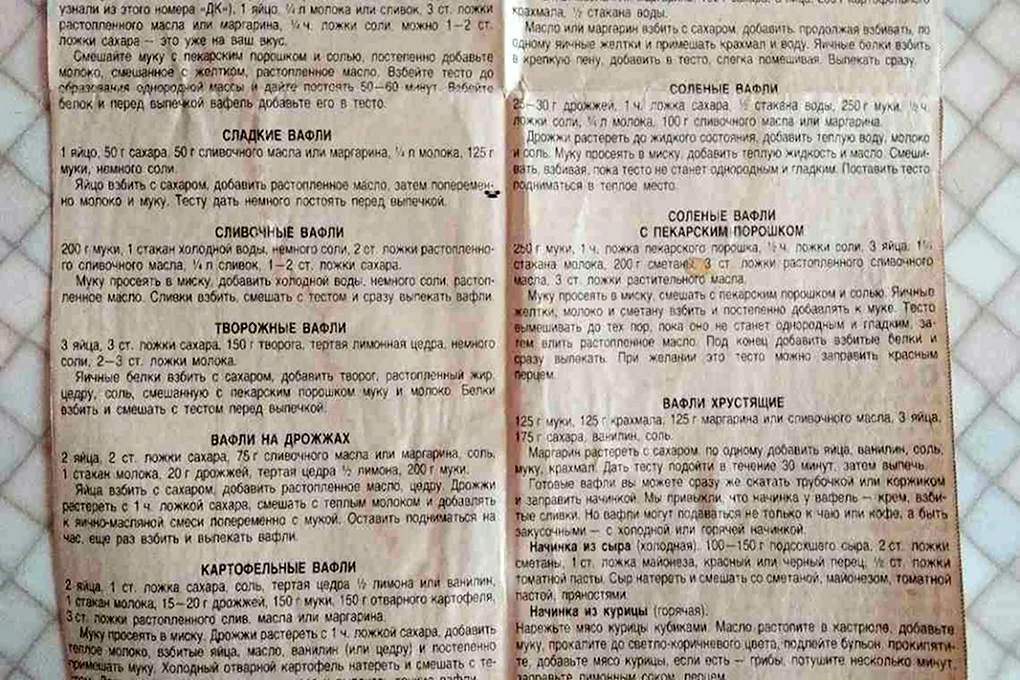 узнали из этого номера «ДК»), 1 яйцо, ¼ л молока или сливок, 3 ст. ложки
растопленного масла или маргарина, ¼ ч. ложки соли, можно 1—2 ст.
ложки сахара — это уже на ваш вкус.
Смешайте муку с пекарским порошком и солью, постепенно добавьте
молоко, смешанное с желтком, растопленное масло. Взбейте тесто до
образования однородной массы и дайте постоять 50—60 минут. Взбейте
белок и перед выпечкой вафель добавьте его в тесто.
СЛАДКИЕ ВАФЛИ
1 яйцо, 50 г сахара, 50 г сливочного масла или маргарина, ¼ л молока, 125 г
муки, немного соли.
Яйцо взбить с сахаром, добавить растопленное масло, затем поперемен-
но молоко и муку. Тесту дать немного постоять перед выпечкой.
СЛИВОЧНЫЕ ВАФЛИ
200 г муки, 1 стакан холодной воды, немного соли, 2 ст. ложки растопленно-
го сливочного масла, ¼ л сливок, 1—2 ст. ложки сахара.
Муку просеять в миску, добавить холодной воды, немного соли, растоп-
ленное масло. Сливки взбить, смешать с тестом и сразу выпекать вафли.
ТВОРОЖНЫЕ ВАФЛИ
3 яйца, 3 ст. ложки сахара, 150 г творога, тертая лимонная цедра, немного
соли, 2—3 ст. ложки молока.
Яичные белки взбить с сахаром, добавить творог, растопленный жир,
цедру, соль, смешанную с пекарским порошком муку и молоко. Белки
взбить и смешать с тестом перед выпечкой.
ВАФЛИ НА ДРОЖЖАХ
2 яйца, 2 ст. ложки сахара, 75 г сливочного масла или маргарина, соль,
1 стакан молока, 20 г дрожжей, тертая цедра ½ лимона, 200 г муки.
Яйца взбить с сахаром, добавить растопленное масло, цедру. Дрожжи
растереть с 1 ч. ложкой сахара, смешать с теплым молоком и добавлять
к яично-масляной смеси попеременно с мукой. Оставить подниматься на
час, еще раз взбить и выпекать вафли.
КАРТОФЕЛЬНЫЕ ВАФЛИ
2 яйца, 1 ст. ложка сахара, соль, тертая цедра ½ лимона или ванилин,
1 стакан молока, 15—20 г дрожжей, 150 г муки, 150 г отварного картофеля,
3 ст. ложки растопленного слив. масла или маргарина.
Муку просеять в миску. Дрожжи растереть с 1 ч. ложкой сахара, добавить
теплое молоко, взбитые яйца, масло, ванилин (или цедру) и постепенно
примешать муку. Холодный отварной картофель натереть и смешать с те-
крахмала, ½ стакана воды.
Масло или маргарин взбить с сахаром, добавить, продолжая взбивать, по
одному яичные желтки и примешать крахмал и воду. Яичные белки взбить
в крепкую пену, добавить в тесто, слегка помешивая. Выпекать сразу.
СОЛЕНЫЕ ВАФЛИ
25—30 г дрожжей, 1 ч. ложка сахара, ½ стакана воды, 250 г муки, ½ ч.
ложки соли, ¼ л молока, 100 г сливочного масла или маргарина.
Дрожжи растереть до жидкого состояния, добавить теплую воду, молоко
и соль. Муку просеять в миску, добавить теплую жидкость и масло. Смеши-
вать, взбивая, пока тесто не станет однородным и гладким. Поставить тесто
подниматься в теплое место.
СОЛЕНЫЕ ВАФЛИ
С ПЕКАРСКИМ ПОРОШКОМ
250 г муки, 1 ч. ложка пекарского порошка, ½ ч. ложки соли, 3 яйца,
стакана молока, 200 г сметаны, 3 ст. ложки растопленного сливочного
масла, 3 ст. ложки растительного масла.
Муку просеять в миску, смешать с пекарским порошком и солью. Яичные
желтки, молоко и сметану взбить и постепенно добавлять к муке. Тесто
вымешивать до тех пор, пока оно не станет однородным и гладким, за-
тем влить растопленное масло. Под конец добавить взбитые белки и
сразу выпекать. При желании это тесто можно заправить красным
перцем.
ВАФЛИ ХРУСТЯЩИЕ
125 г муки, 125 г крахмала, 125 г маргарина или сливочного масла, 3 яйца,
175 г сахара, ванилин, соль.
Маргарин растереть с сахаром, по одному добавить яйца, ванилин, соль,
муку, крахмал. Дать тесту подойти в течение 30 минут, затем выпечь.
Готовые вафли вы можете сразу же скатать трубочкой или коржиком
и заправить начинкой. Мы привыкли, что начинка у вафель — крем, взби-
тые сливки. Но вафли могут подаваться не только к чаю или кофе, а быть
закусочными — с холодной или горячей начинкой.
Начинка из сыра (холодная). 100—150 г подсохшего сыра, 2 ст. ложки
сметаны, 1 ст. ложка майонеза, красный или черный перец, ½ ст. ложки
томатной пасты. Сыр натереть и смешать со сметаной, майонезом, томатной
пастой, пряностями.
Начинка из курицы (горячая).
Нарежьте мясо курицы кубиками. Масло растопите в кастрюле, добавьте
муку, прокалите до светло-коричневого цвета, подлейте бульон, прокипяти-
те, добавьте мясо курицы, если есть — грибы, потушите несколько минут,
заправьте лимонным соком, перцем.